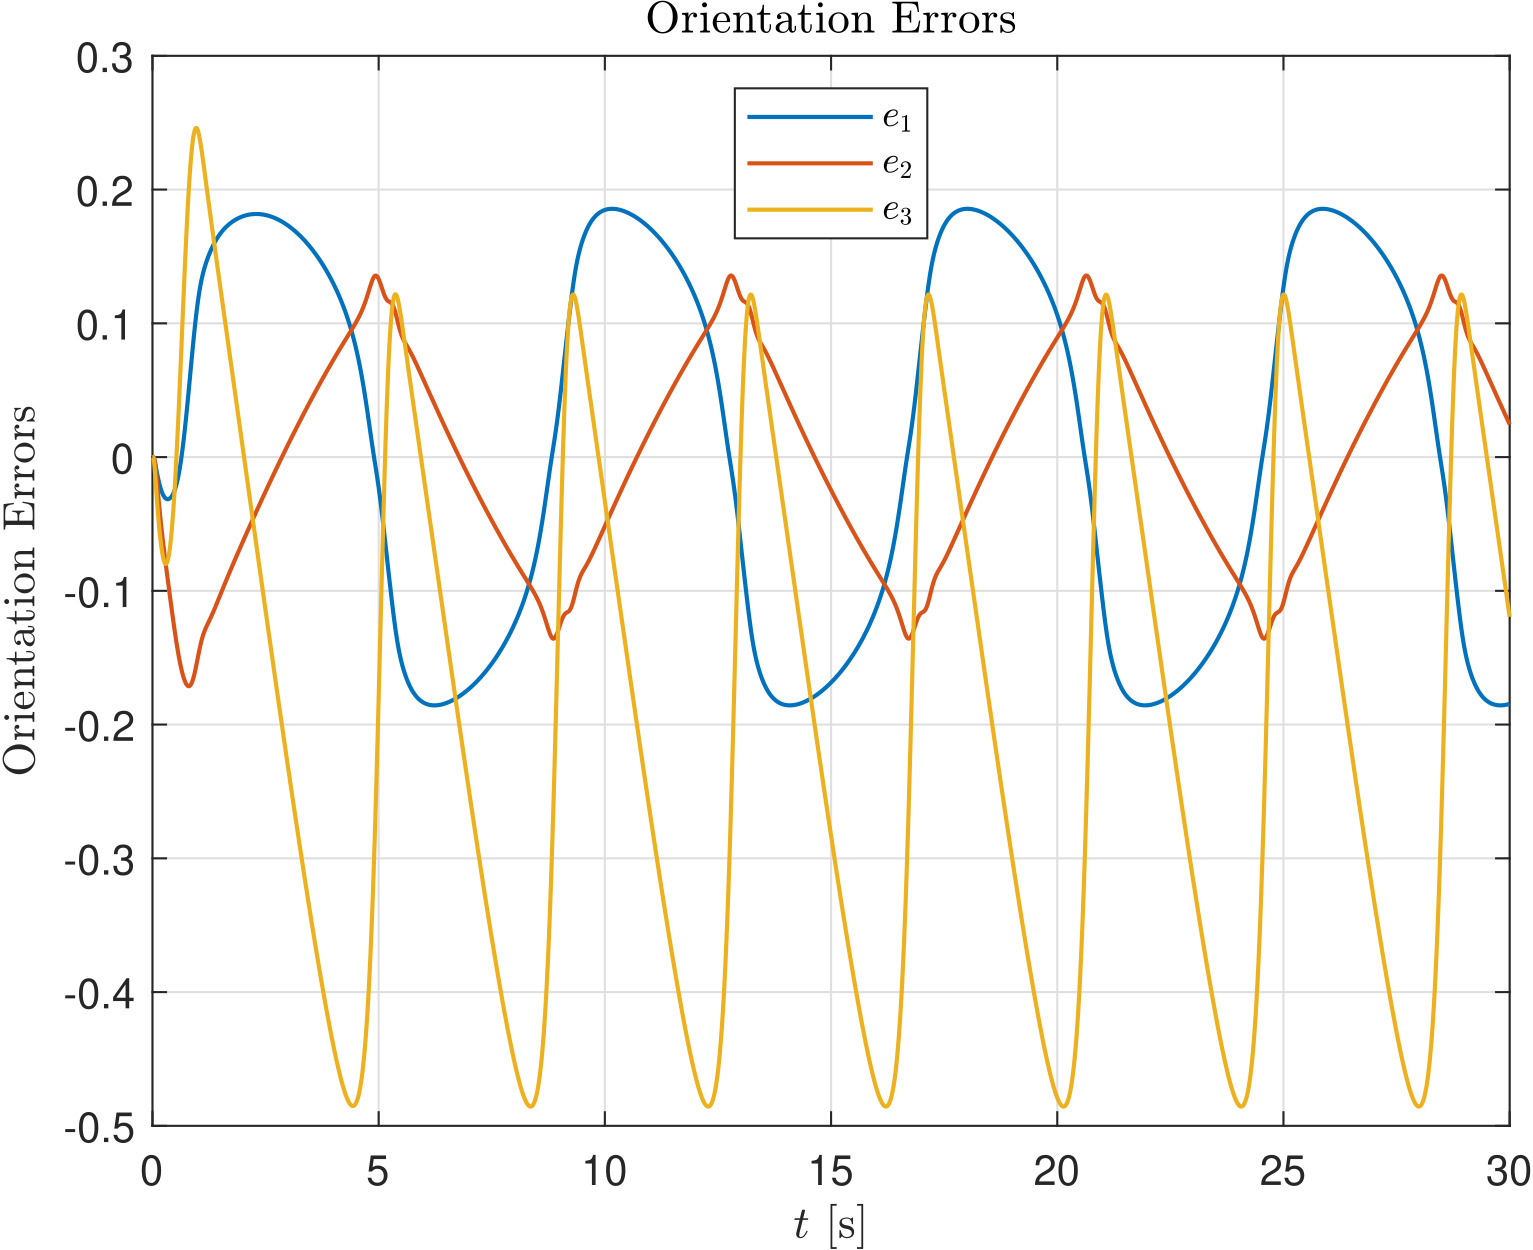 Orientation Errors
0.3
0.2
0.1
0
-0.1
-0.2
-0.3
-0.4
-0.5
Orientation Errors
e₁
e₂
e₃
0 5 10 15 20 25 30
t [s]